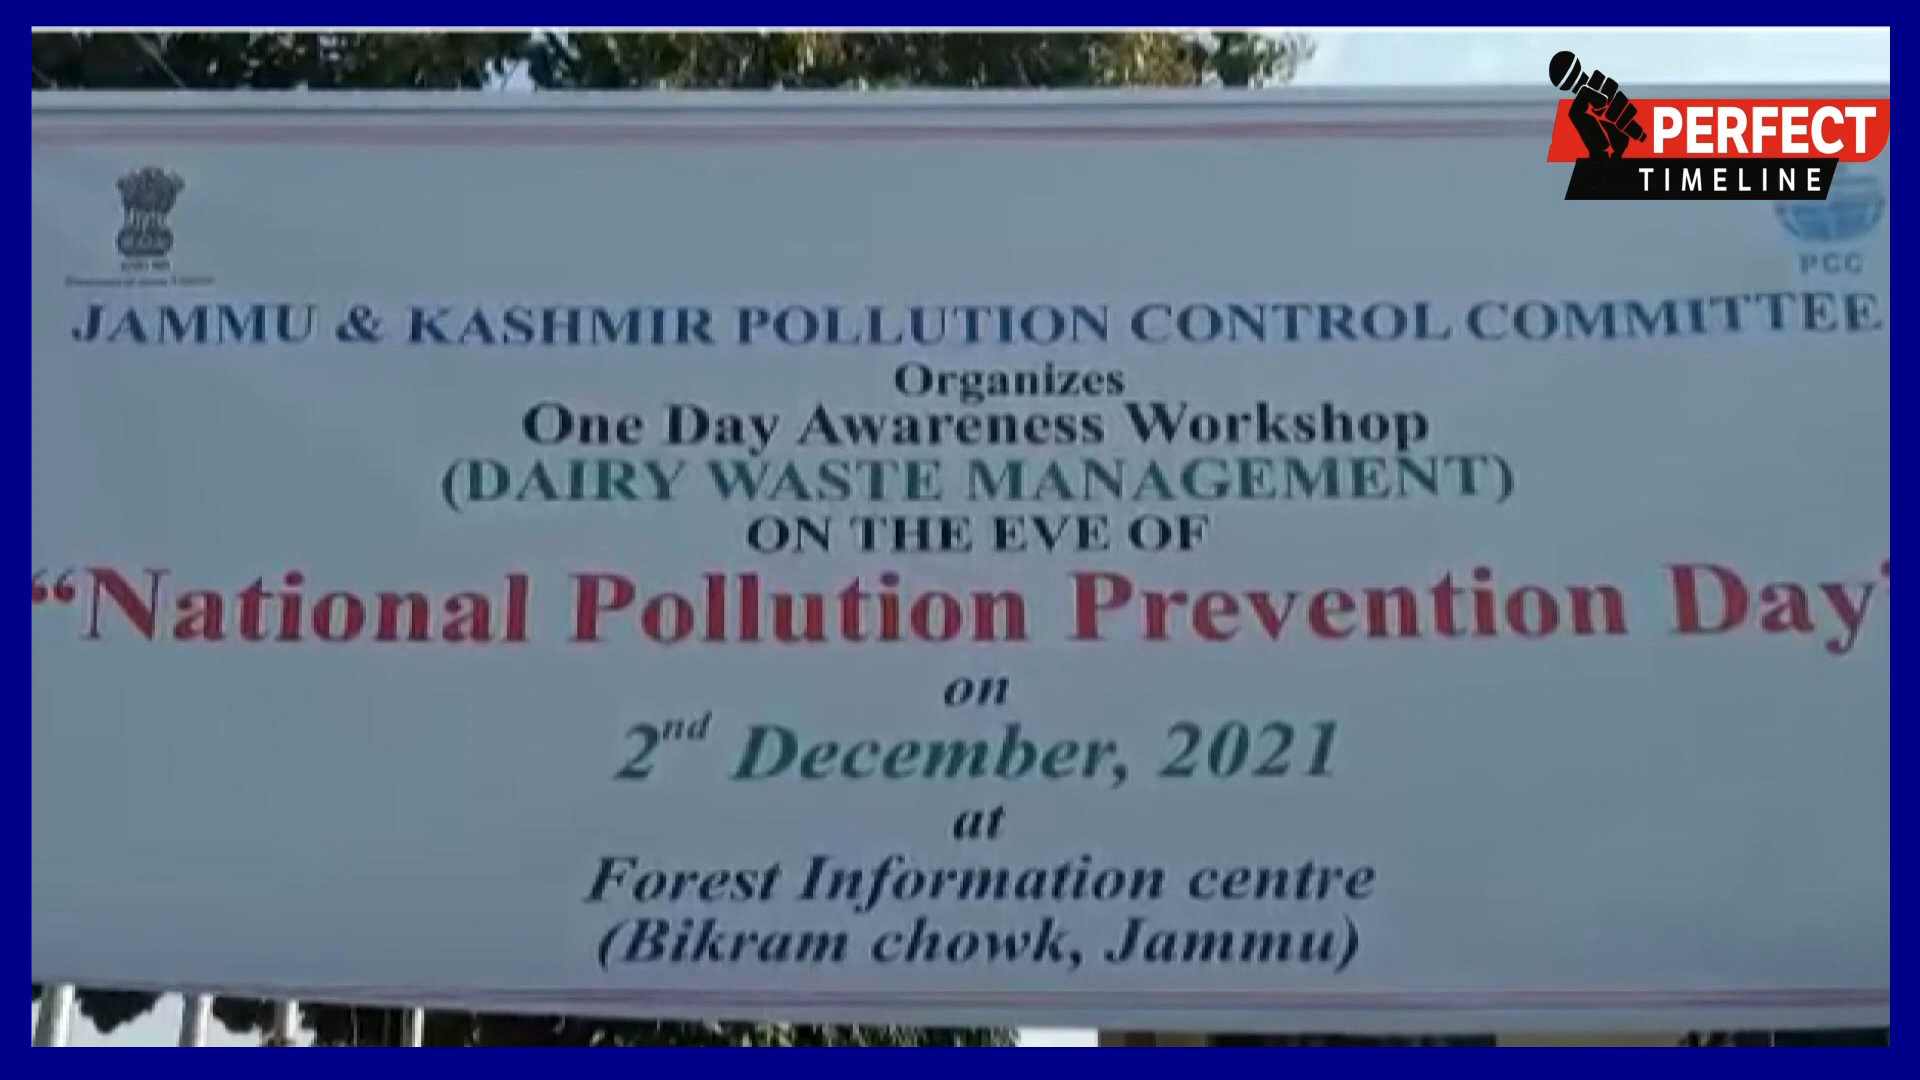 PERFECT
TIMELINE
PCC
JAMMU & KASHMIR POLLUTION CONTROL COMMITTEE
Organizes
One Day Awareness Workshop
(DAIRY WASTE MANAGEMENT)
ON THE EVE OF
“National Pollution Prevention Day”
on
2nd December, 2021
at
Forest Information centre
(Bikram chowk, Jammu)